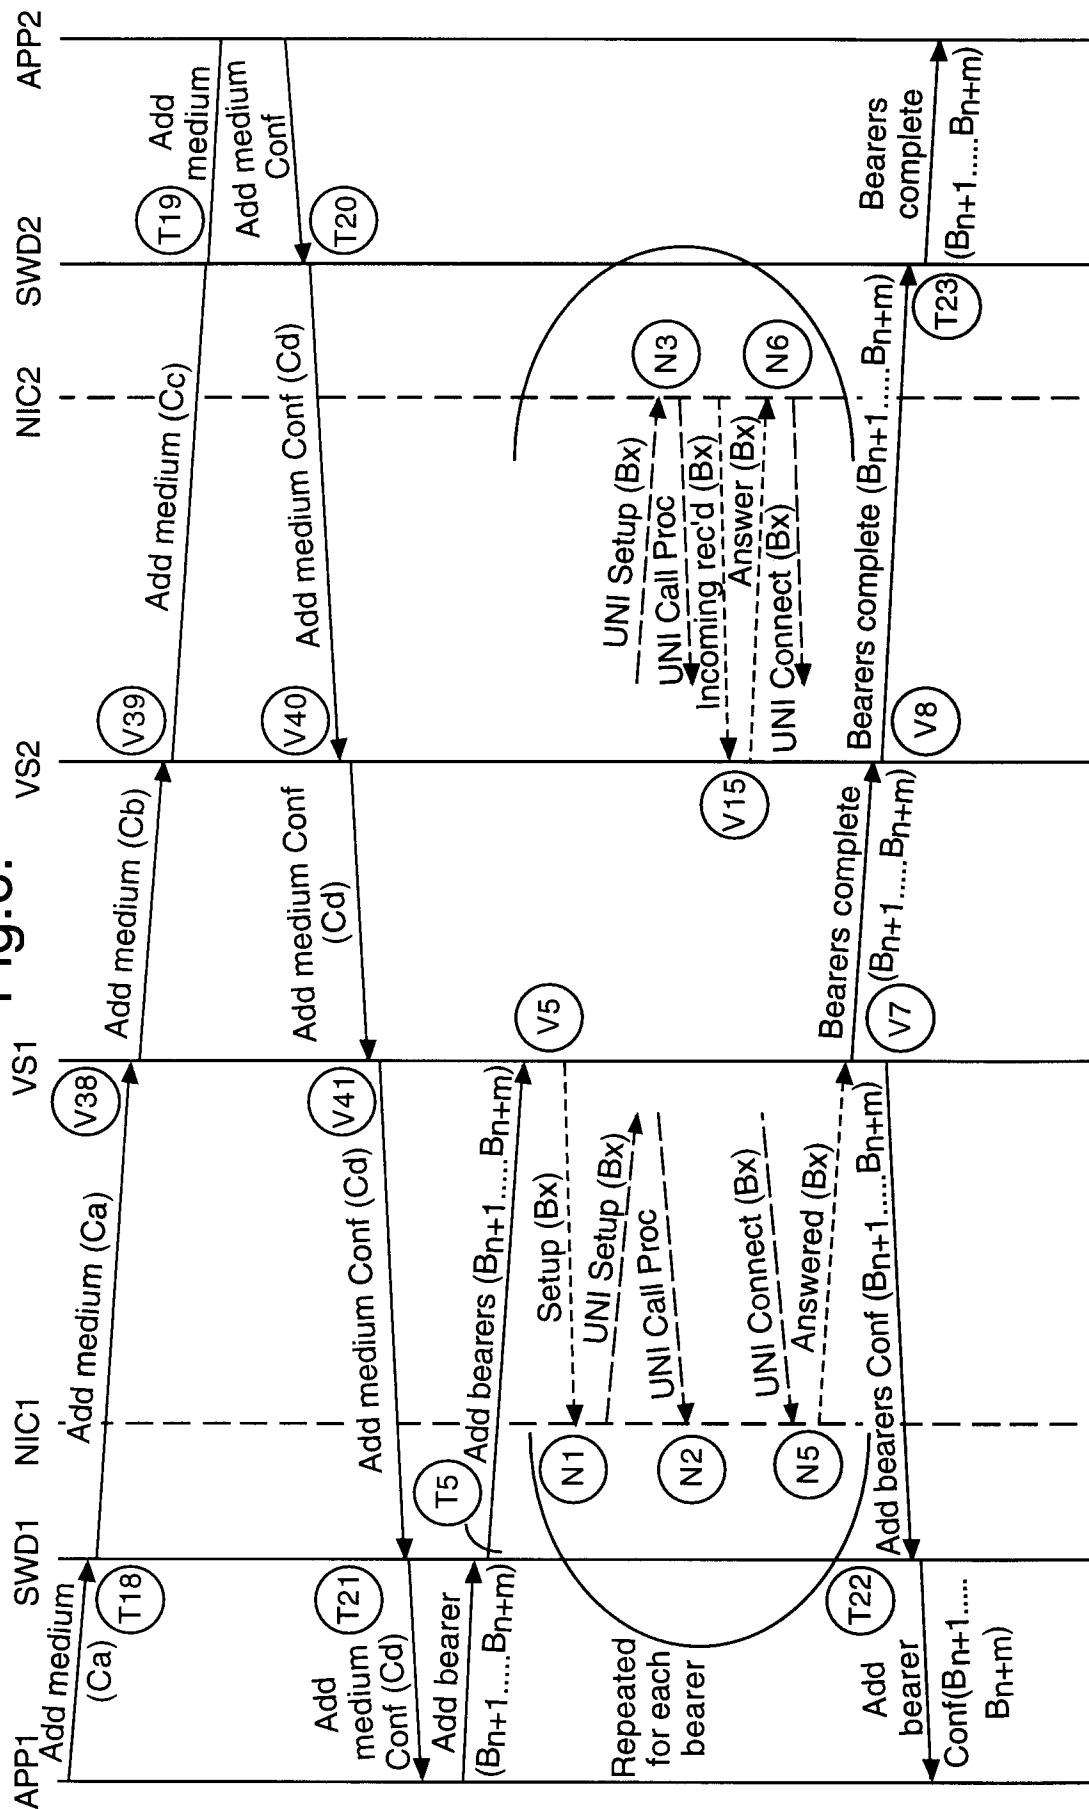 Fig.6.
APP1
SWD1
NIC1
VS1
VS2
NIC2
SWD2
APP2
Add medium
(Ca)
T18
Add medium (Ca)
V38
Add medium (Cb)
V39
Add medium (Cc)
T19
Add
medium
Add medium
Conf
T20
Add medium Conf (Cd)
V40
Add medium Conf
(Cd)
V41
Add medium Conf (Cd)
T21
Add
medium
Conf (Cd)
Add bearer
(Bn+1.....Bn+m)
T5
Add bearers (Bn+1.....Bn+m)
V5
Setup (Bx)
N1
UNI Setup (Bx)
UNI Call Proc
N2
UNI Setup (Bx)
N3
UNI Call Proc
Incoming rec'd (Bx)
V15
Answer (Bx)
N6
UNI Connect (Bx)
UNI Connect (Bx)
N5
Answered (Bx)
Repeated
for each
bearer
Bearers complete
(Bn+1.....Bn+m)
V7
Bearers complete (Bn+1.....Bn+m)
V8
T23
Bearers
complete
(Bn+1.....Bn+m)
Add bearers Conf (Bn+1.....Bn+m)
T22
Add
bearer
Conf(Bn+1.....
Bn+m)